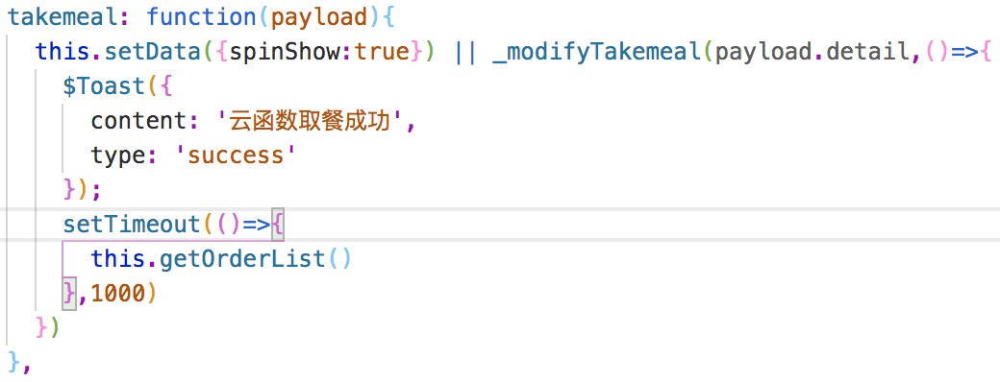 takemeal: function(payload){
this.setData({spinShow:true}) || _modifyTakemeal(payload.detail,()=>{
$Toast({
content: '云函数取餐成功',
type: 'success'
});
setTimeout(()=>{
this.getOrderList()
},1000)
})
},